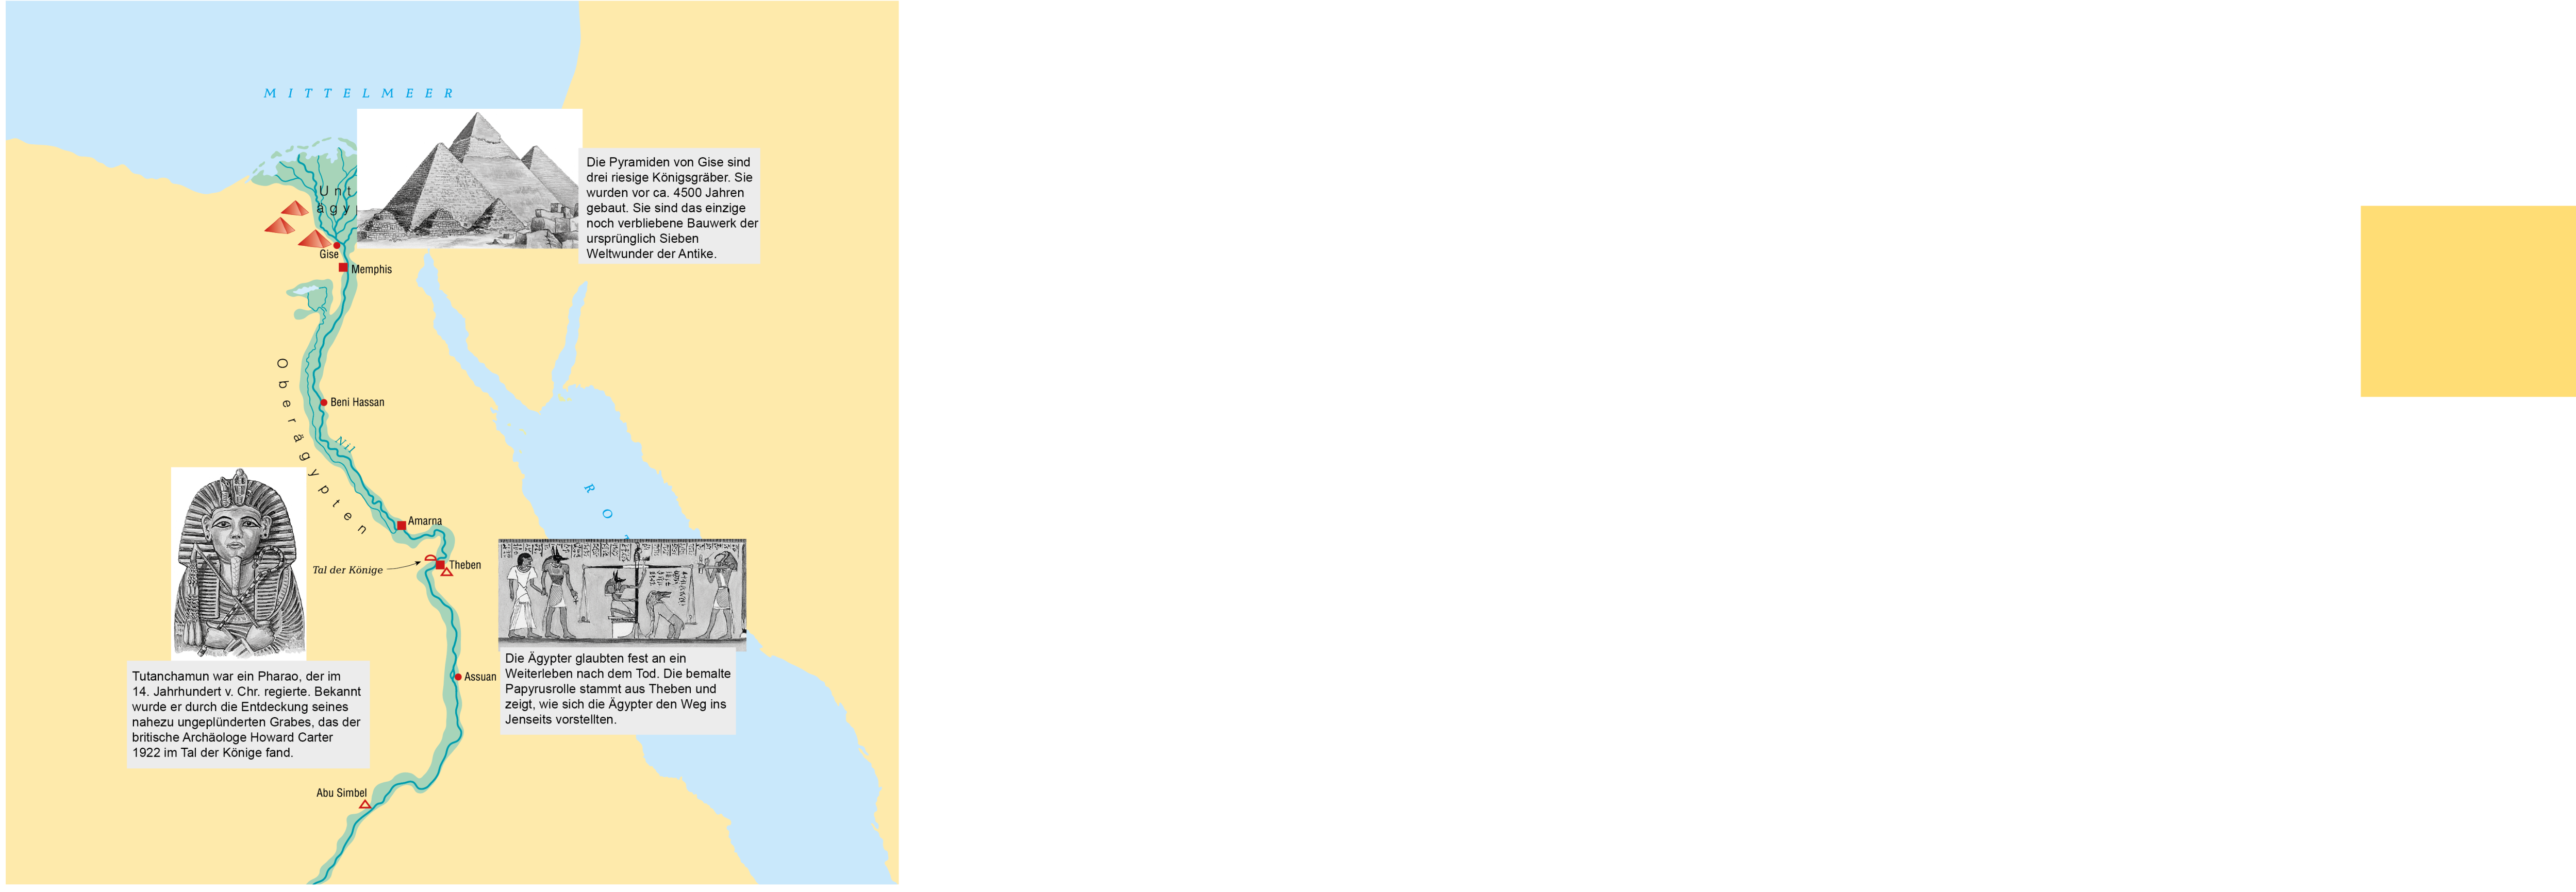 MITTELMEER
Die Pyramiden von Gise sind
drei riesige Königsgräber. Sie
wurden vor ca. 4500 Jahren
gebaut. Sie sind das einzige
noch verbliebene Bauwerk der
ursprünglich Sieben
Weltwunder der Antike.
Unt
ägy
Gise
Memphis
Oberägypten
Beni Hassan
Nil
RO
Amarna
Tal der Könige
Theben
Tutanchamun war ein Pharao, der im
14. Jahrhundert v. Chr. regierte. Bekannt
wurde er durch die Entdeckung seines
nahezu ungeplünderten Grabes, das der
britische Archäologe Howard Carter
1922 im Tal der Könige fand.
Die Ägypter glaubten fest an ein
Weiterleben nach dem Tod. Die bemalte
Papyrusrolle stammt aus Theben und
zeigt, wie sich die Ägypter den Weg ins
Jenseits vorstellten.
Assuan
Abu Simbel